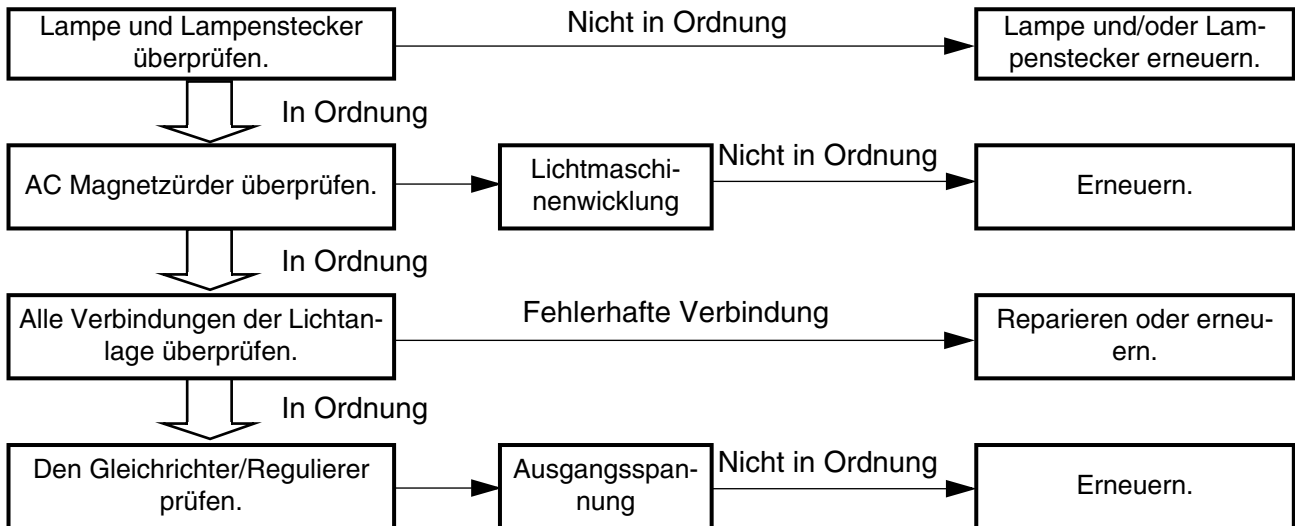 Lampe und Lampenstecker
überprüfen.
Nicht in Ordnung
Lampe und/oder Lam-
penstecker erneuern.
In Ordnung
AC Magnetzürder überprüfen.
Lichtmaschi-
nenwicklung
Nicht in Ordnung
Erneuern.
In Ordnung
Alle Verbindungen der Lichtan-
lage überprüfen.
Fehlerhafte Verbindung
Reparieren oder erneu-
ern.
In Ordnung
Den Gleichrichter/Regulierer
prüfen.
Ausgangsspan-
nung
Nicht in Ordnung
Erneuern.